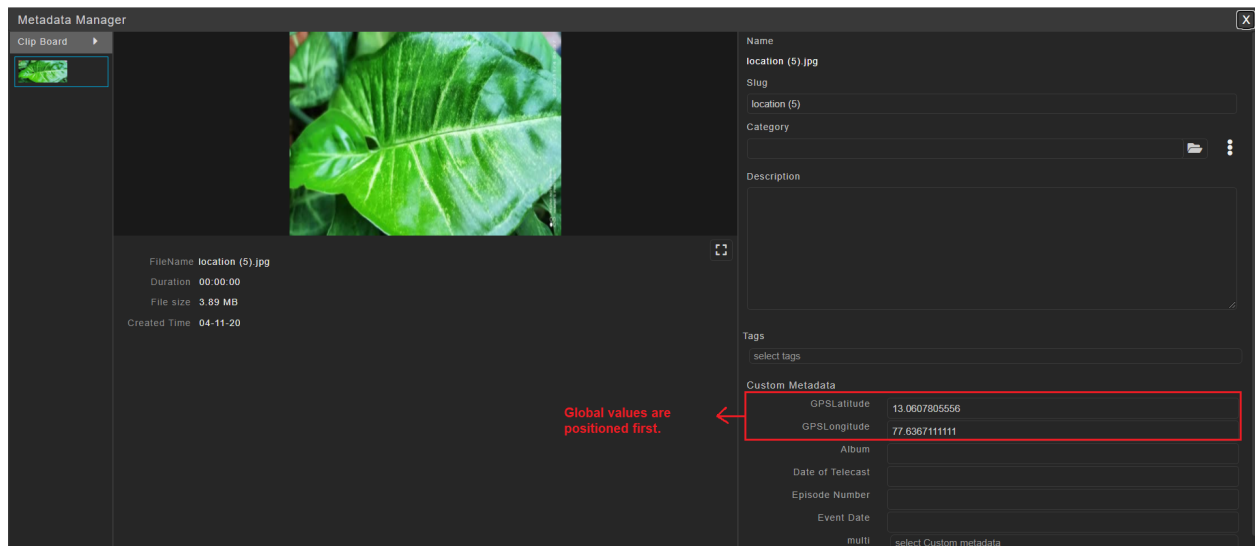 Metadata Manager
X
Clip Board
FileName location (5).jpg
Duration 00:00:00
File size 3.89 MB
Created Time 04-11-20
Name
location (5).jpg
Slug
location (5)
Category
Description
Tags
select tags
Custom Metadata
GPSLatitude 13.0607805556
GPSLongitude 77.6367111111
Global values are
positioned first.
Album
Date of Telecast
Episode Number
Event Date
multi select Custom metadata